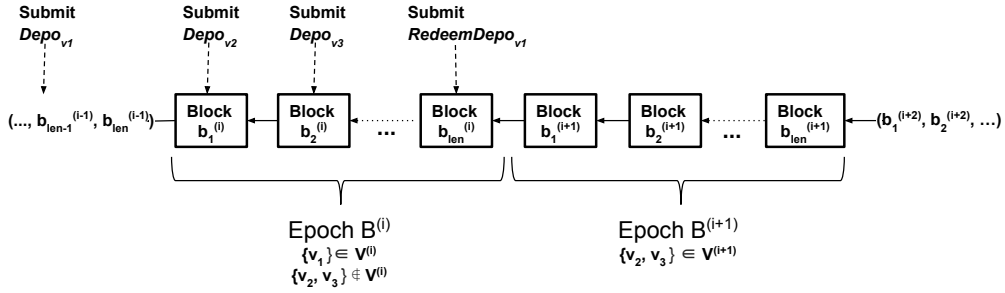 Submit Submit Submit Submit
Depo_v1 Depo_v2 Depo_v3 RedeemDepo_v1
Block Block Block Block Block Block
(..., b_len-1^(i-1), b_len^(i-1)) b_1^(i) b_2^(i) ... b_len^(i) b_1^(i+1) b_2^(i+1) ... b_len^(i+1) (b_1^(i+2), b_2^(i+2), …)
Epoch B^(i) Epoch B^(i+1)
{v_1} ∈ V^(i) {v_2, v_3} ∈ V^(i+1)
{v_2, v_3} ∉ V^(i)